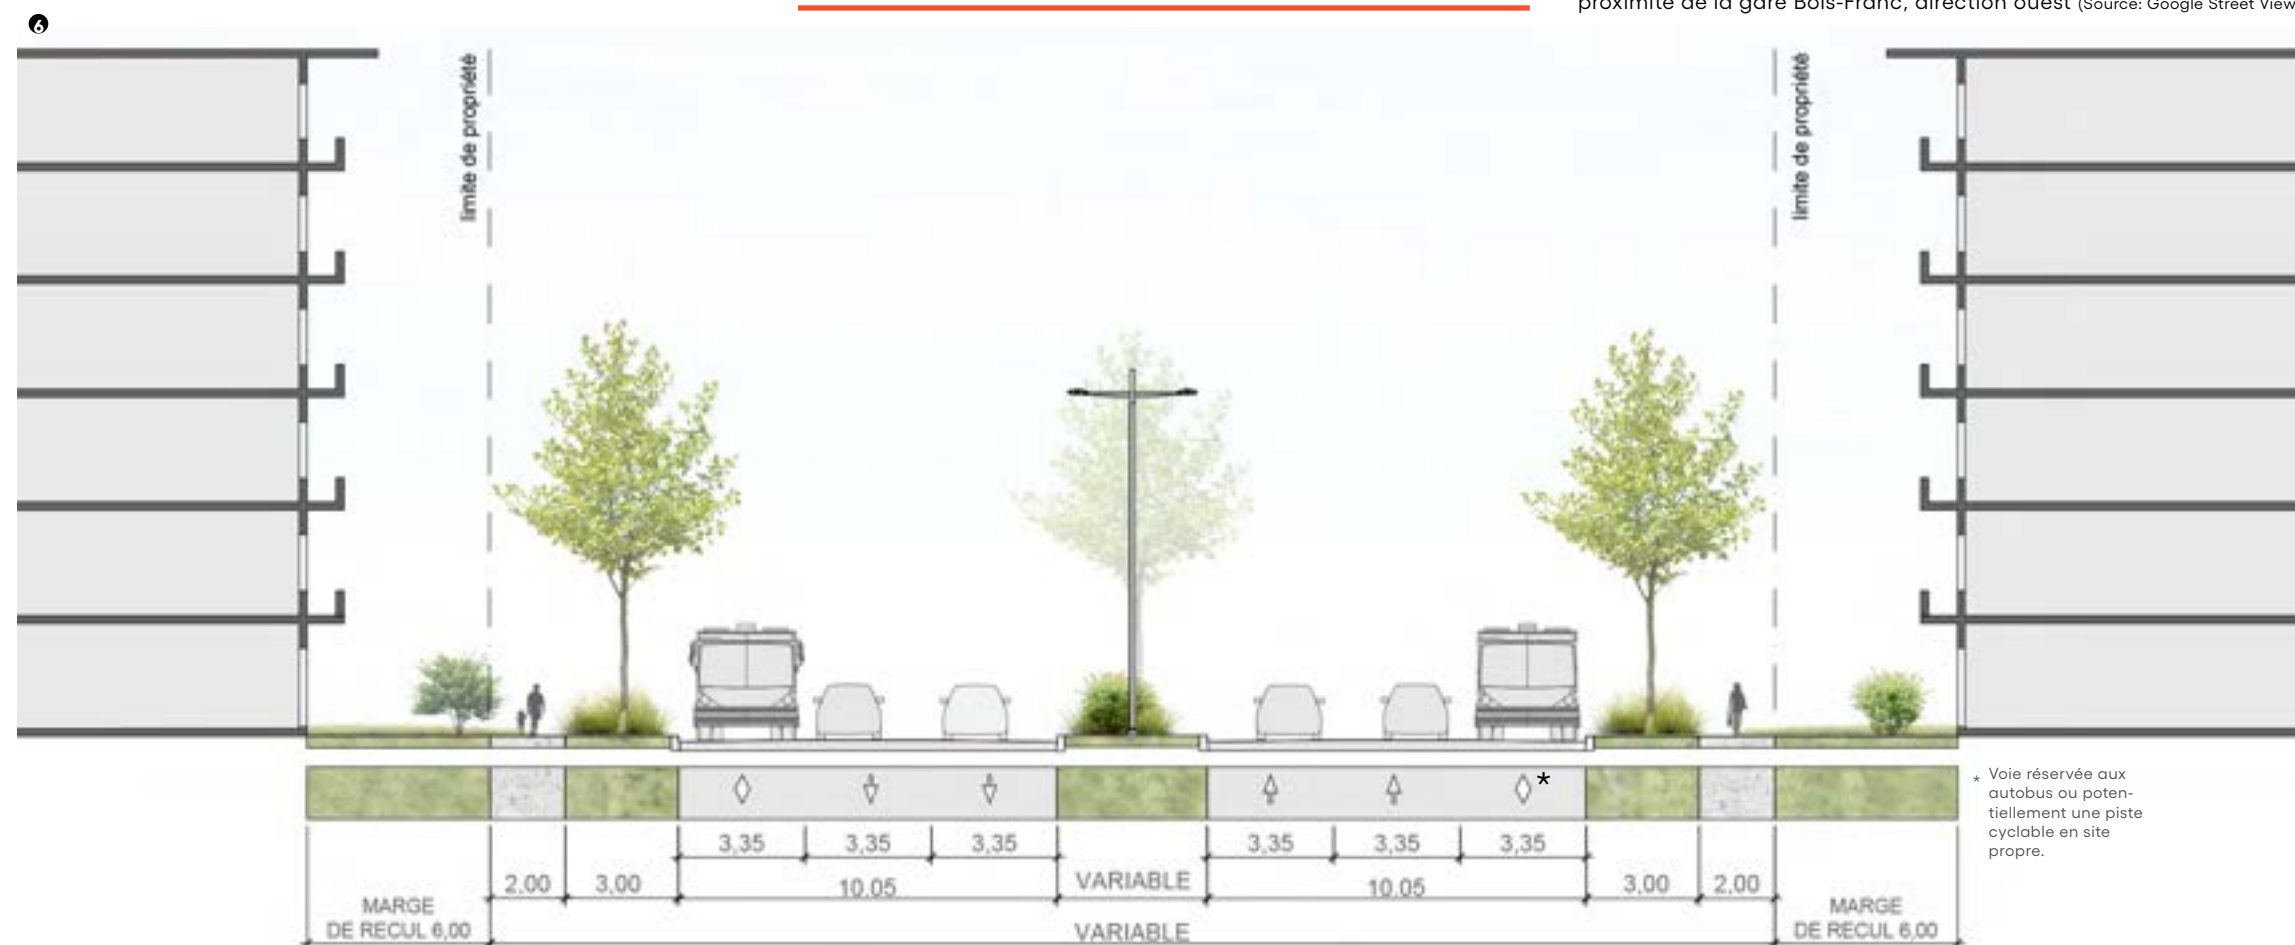 proximité de la gare Bois-Franc, direction ouest (Source: Google Street View
6
limite de propriété
limite de propriété
*
* Voie réservée aux
autobus ou poten-
tiellement une piste
cyclable en site
propre.
3,35 3,35 3,35 3,35 3,35 3,35
2,00 3,00 10,05 VARIABLE 10,05 3,00 2,00
MARGE
DE RECUL 6,00
VARIABLE
MARGE
DE RECUL 6,00